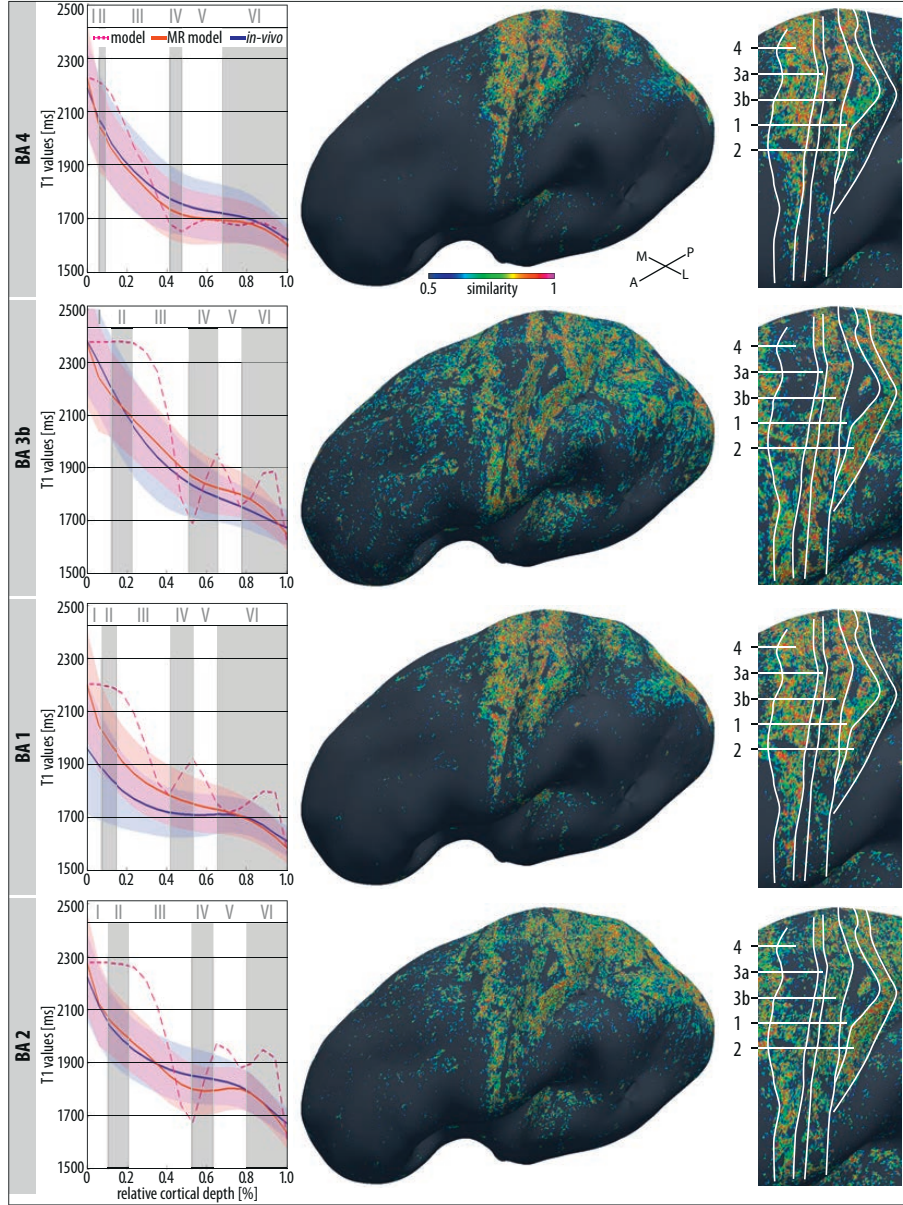 BA 4
T1 values [ms]
2500
2300
2100
1900
1700
1500
I II III IV V VI
model MR model in-vivo
0 0.2 0.4 0.6 0.8 1.0
0.5 similarity 1
M P
A L
4
3a
3b
1
2
BA 3b
T1 values [ms]
2500
2300
2100
1900
1700
1500
I II III IV V VI
0 0.2 0.4 0.6 0.8 1.0
4
3a
3b
1
2
BA 1
T1 values [ms]
2500
2300
2100
1900
1700
1500
I II III IV V VI
0 0.2 0.4 0.6 0.8 1.0
4
3a
3b
1
2
BA 2
T1 values [ms]
2500
2300
2100
1900
1700
1500
I II III IV V VI
0 0.2 0.4 0.6 0.8 1.0
relative cortical depth [%]
4
3a
3b
1
2